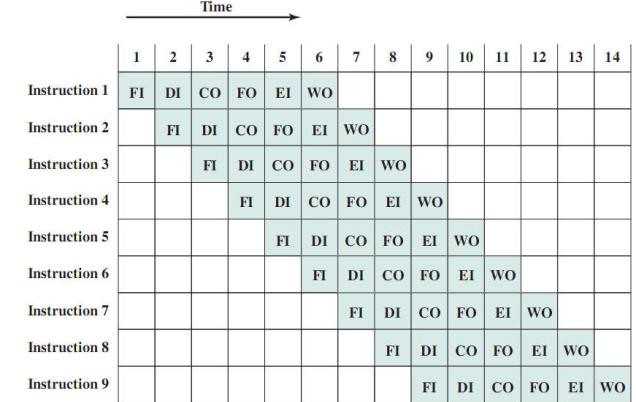 Time
1 2 3 4 5 6 7 8 9 10 11 12 13 14
Instruction 1 FI DI CO FO EI WO
Instruction 2 FI DI CO FO EI WO
Instruction 3 FI DI CO FO EI WO
Instruction 4 FI DI CO FO EI WO
Instruction 5 FI DI CO FO EI WO
Instruction 6 FI DI CO FO EI WO
Instruction 7 FI DI CO FO EI WO
Instruction 8 FI DI CO FO EI WO
Instruction 9 FI DI CO FO EI WO